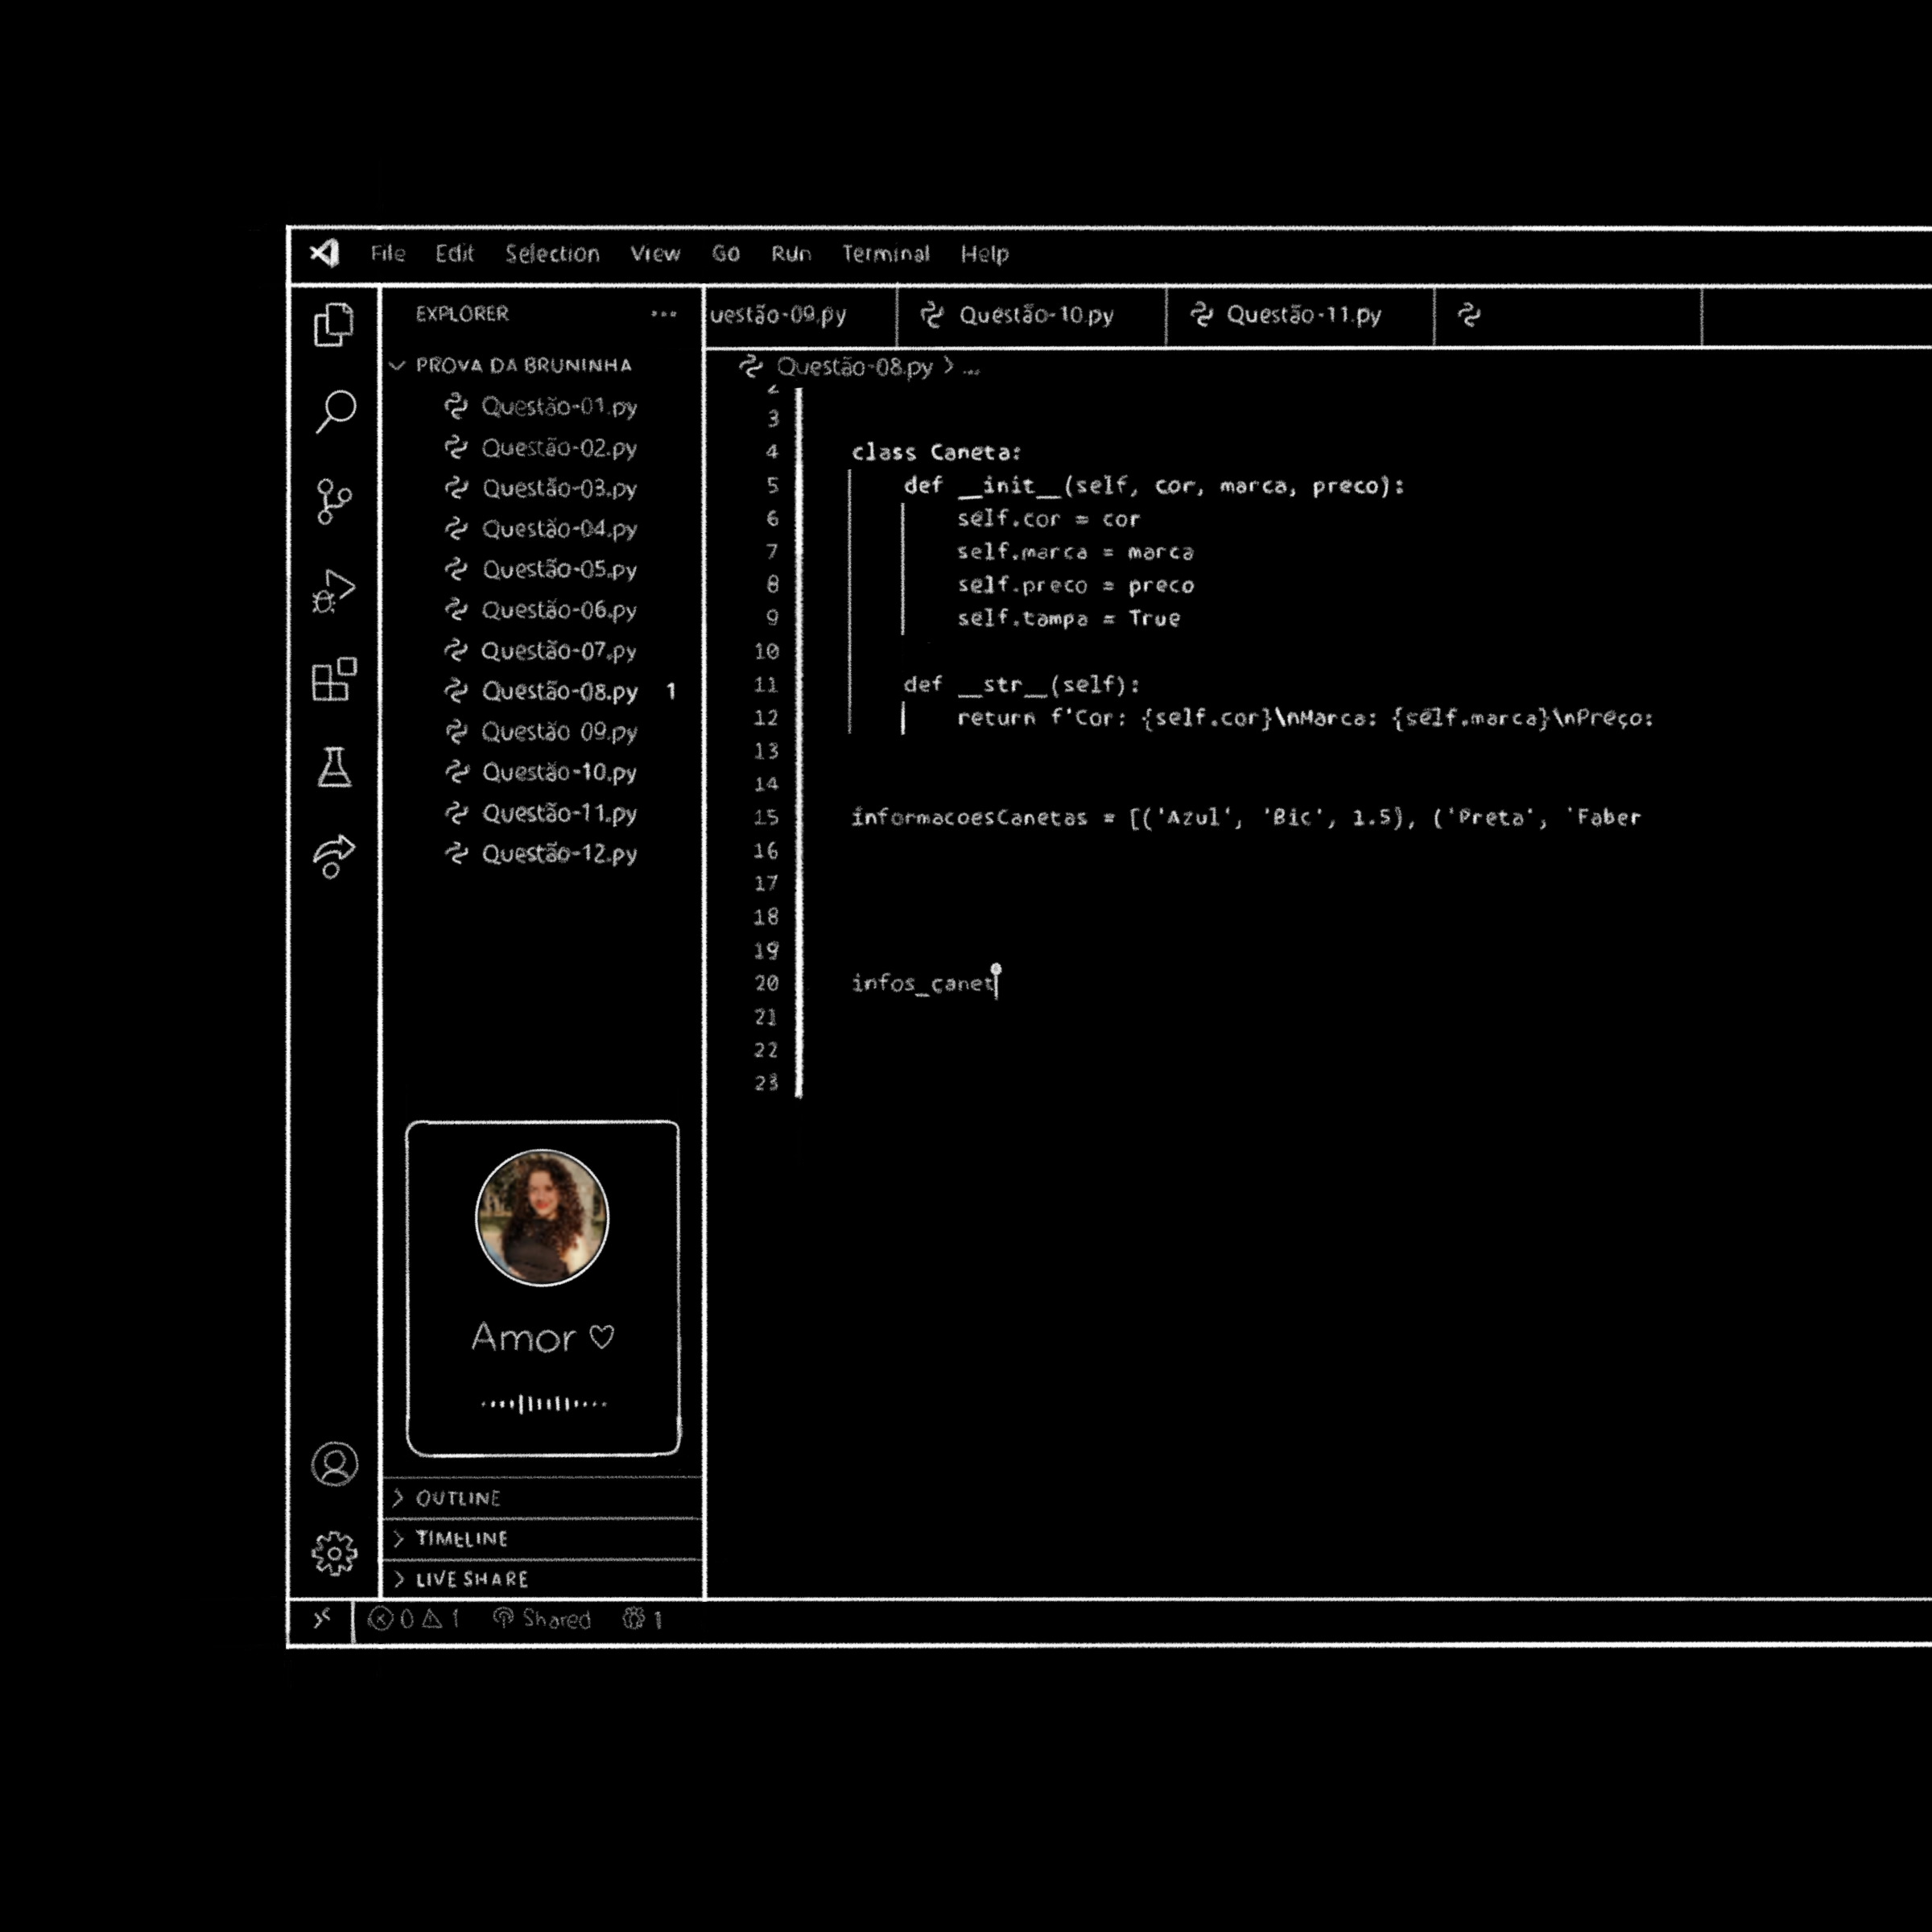 File Edit Selection View Go Run Terminal Help
EXPLORER ...
uestão-09.py Questão-10.py Questão-11.py
PROVA DA BRUNINHA
Questão-01.py
Questão-02.py
Questão-03.py
Questão-04.py
Questão-05.py
Questão-06.py
Questão-07.py
Questão-08.py 1
Questão 09.py
Questão-10.py
Questão-11.py
Questão-12.py
Amor ♡
> OUTLINE
> TIMELINE
> LIVE SHARE
Questão-08.py > ...
2
3
4 class Caneta:
5 def __init__(self, cor, marca, preco):
6 self.cor = cor
7 self.marca = marca
8 self.preco = preco
9 self.tampa = True
10
11 def __str__(self):
12 return f'Cor: {self.cor}\nMarca: {self.marca}\nPreço:
13
14
15 informacoesCanetas = [('Azul', 'Bic', 1.5), ('Preta', 'Faber
16
17
18
19
20 infos_canet
21
22
23
0 1 Shared 1